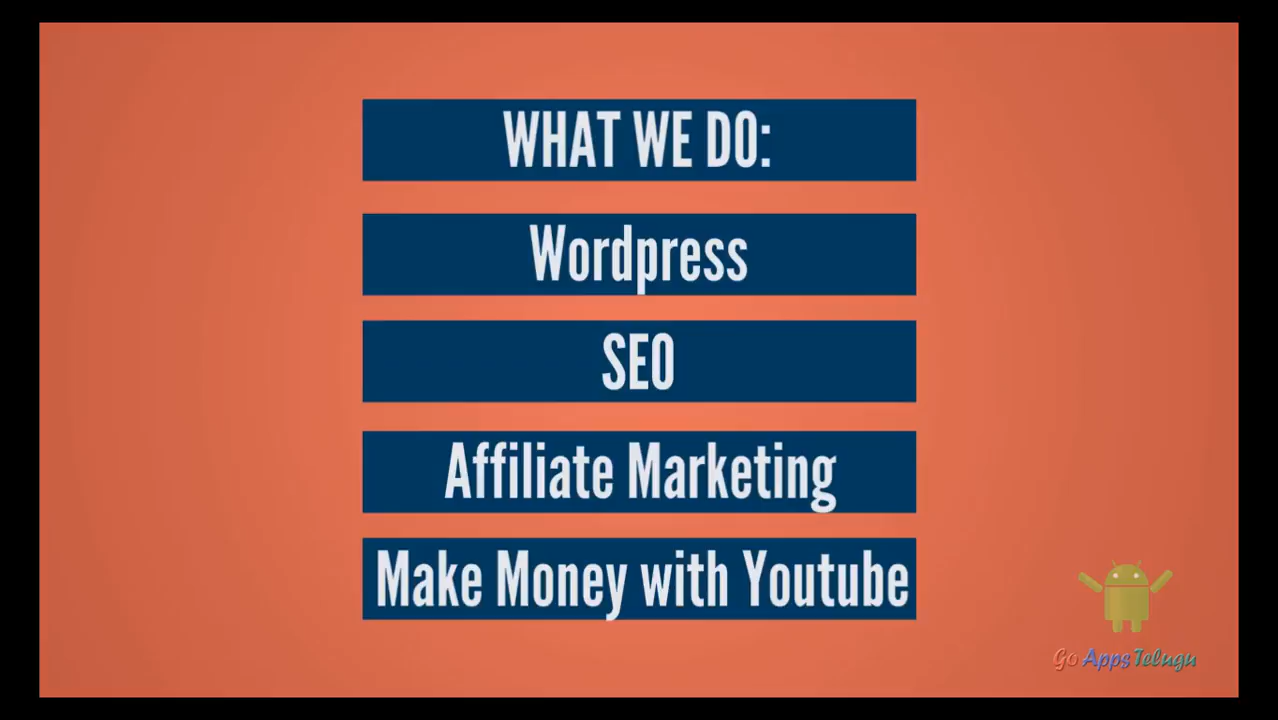 WHAT WE DO:
Wordpress
SEO
Affiliate Marketing
Make Money with Youtube
Go Apps Telugu